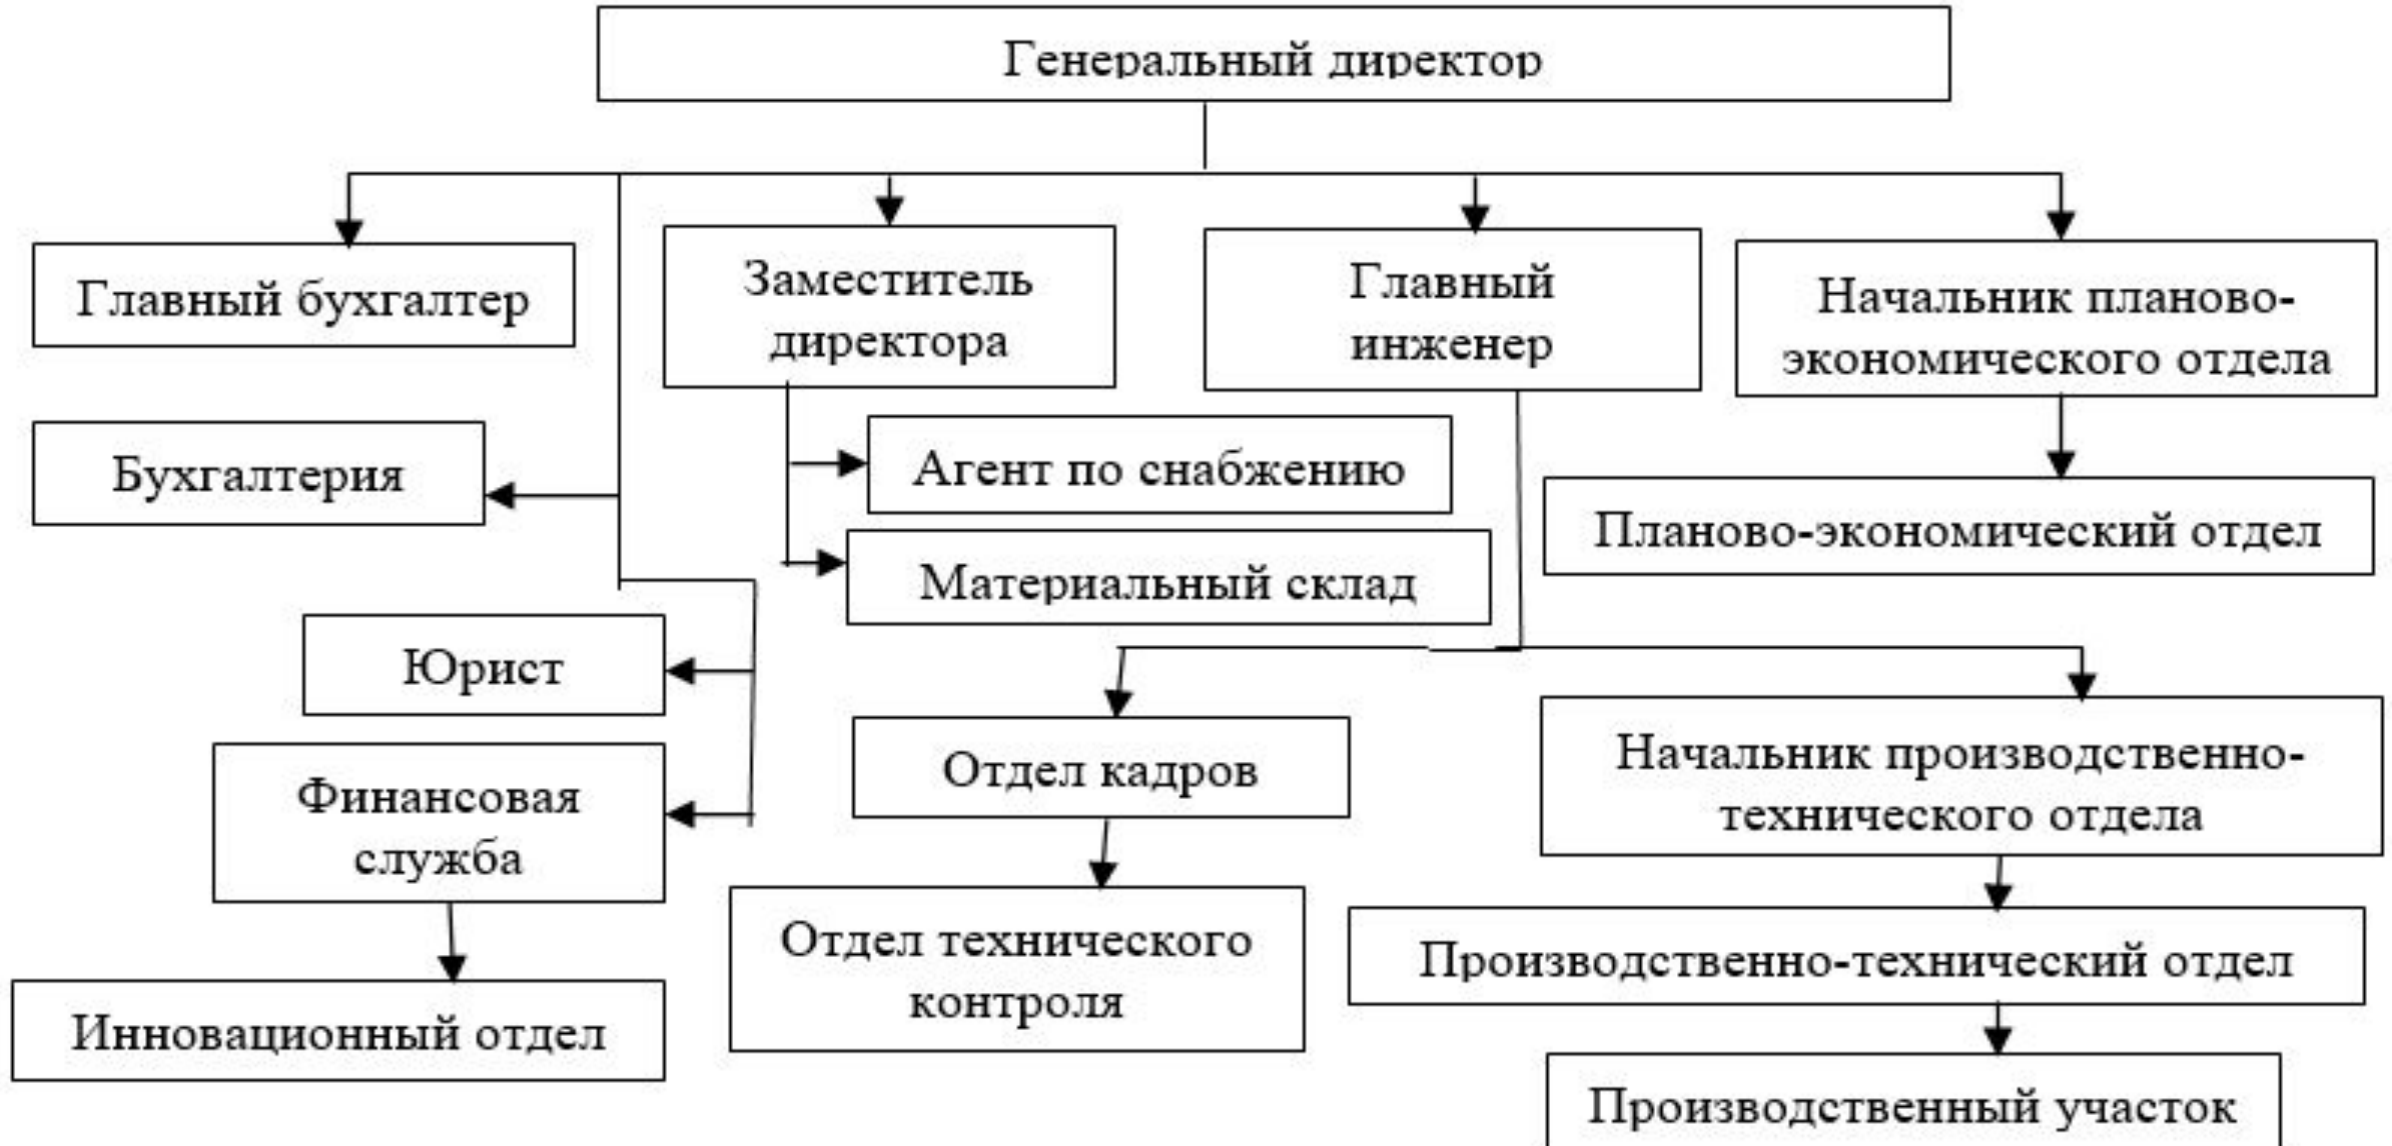 Генеральный директор
Главный бухгалтер
Заместитель
директора
Главный
инженер
Начальник планово-
экономического отдела
Бухгалтерия
Агент по снабжению
Планово-экономический отдел
Материальный склад
Юрист
Отдел кадров
Начальник производственно-
технического отдела
Финансовая
служба
Отдел технического
контроля
Производственно-технический отдел
Инновационный отдел
Производственный участок